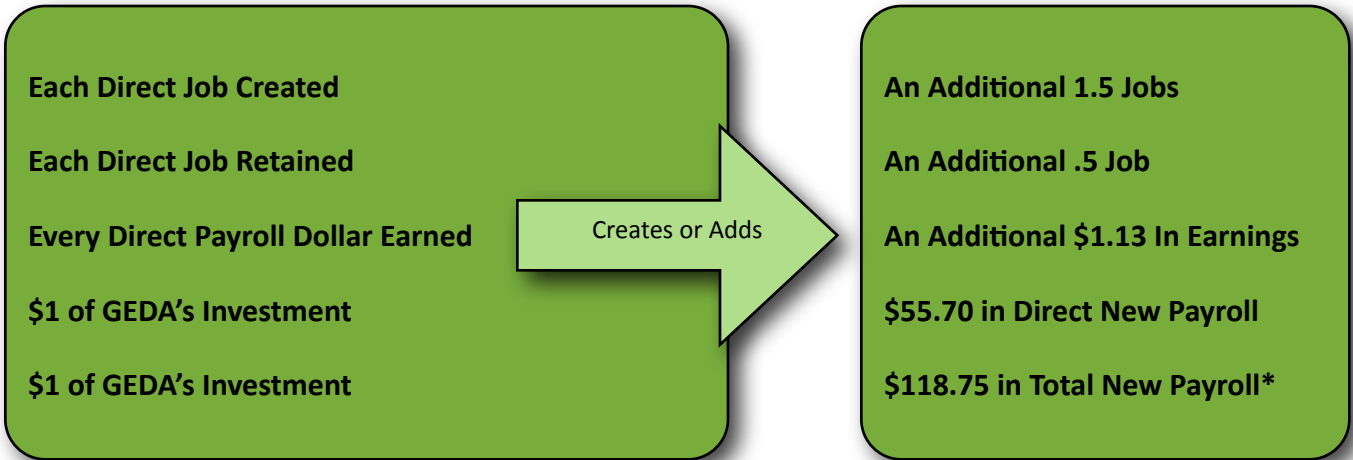 Each Direct Job Created
Each Direct Job Retained
Every Direct Payroll Dollar Earned
$1 of GEDA’s Investment
$1 of GEDA’s Investment
Creates or Adds
An Additional 1.5 Jobs
An Additional .5 Job
An Additional $1.13 In Earnings
$55.70 in Direct New Payroll
$118.75 in Total New Payroll*